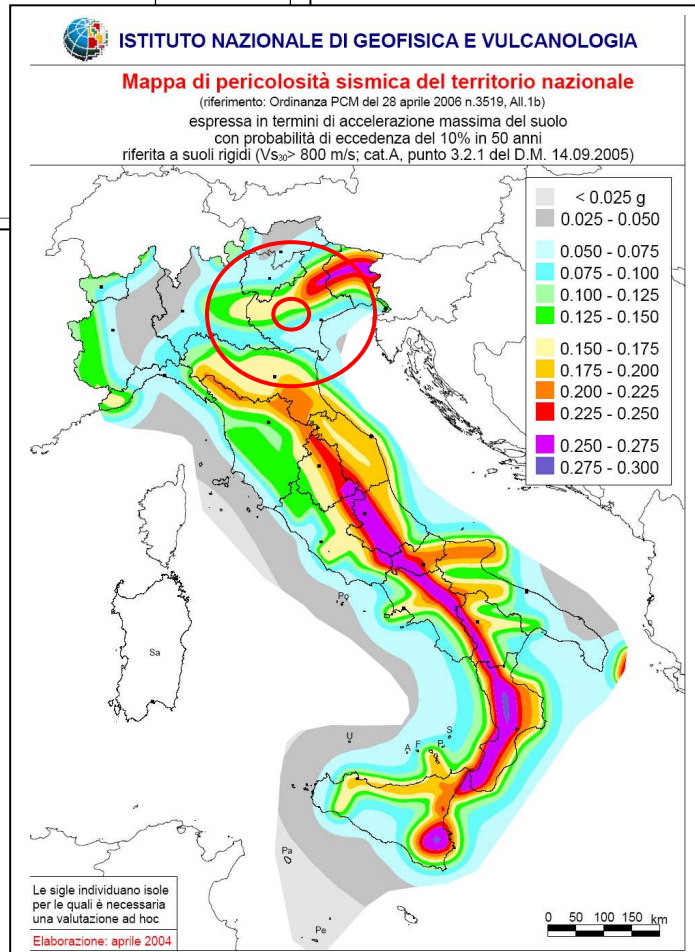 ISTITUTO NAZIONALE DI GEOFISICA E VULCANOLOGIA
Mappa di pericolosità sismica del territorio nazionale
(riferimento: Ordinanza PCM del 28 aprile 2006 n.3519, All.1b)
espressa in termini di accelerazione massima del suolo
con probabilità di eccedenza del 10% in 50 anni
riferita a suoli rigidi (Vs₃₀> 800 m/s; cat.A, punto 3.2.1 del D.M. 14.09.2005)
< 0.025 g
0.025 - 0.050
0.050 - 0.075
0.075 - 0.100
0.100 - 0.125
0.125 - 0.150
0.150 - 0.175
0.175 - 0.200
0.200 - 0.225
0.225 - 0.250
0.250 - 0.275
0.275 - 0.300
Po
Sa
U
A F P S
Pa
Pe
Le sigle individuano isole
per le quali è necessaria
una valutazione ad hoc
Elaborazione: aprile 2004
0 50 100 150 km